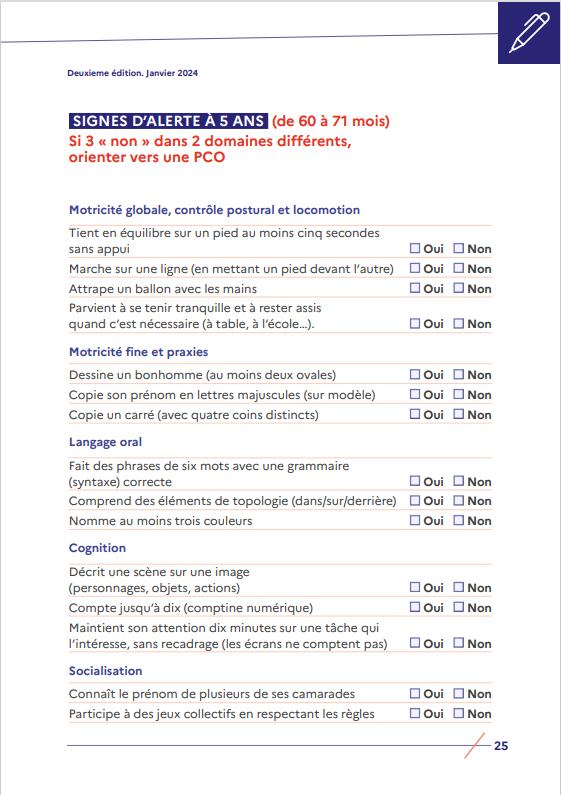 Deuxieme édition. Janvier 2024
SIGNES D'ALERTE À 5 ANS (de 60 à 71 mois)
Si 3 « non » dans 2 domaines différents,
orienter vers une PCO
Motricité globale, contrôle postural et locomotion
Tient en équilibre sur un pied au moins cinq secondes
sans appui Oui Non
Marche sur une ligne (en mettant un pied devant l'autre) Oui Non
Attrape un ballon avec les mains Oui Non
Parvient à se tenir tranquille et à rester assis
quand c'est nécessaire (à table, à l'école…). Oui Non
Motricité fine et praxies
Dessine un bonhomme (au moins deux ovales) Oui Non
Copie son prénom en lettres majuscules (sur modèle) Oui Non
Copie un carré (avec quatre coins distincts) Oui Non
Langage oral
Fait des phrases de six mots avec une grammaire
(syntaxe) correcte Oui Non
Comprend des éléments de topologie (dans/sur/derrière) Oui Non
Nomme au moins trois couleurs Oui Non
Cognition
Décrit une scène sur une image
(personnages, objets, actions) Oui Non
Compte jusqu'à dix (comptine numérique) Oui Non
Maintient son attention dix minutes sur une tâche qui
l'intéresse, sans recadrage (les écrans ne comptent pas) Oui Non
Socialisation
Connaît le prénom de plusieurs de ses camarades Oui Non
Participe à des jeux collectifs en respectant les règles Oui Non
25